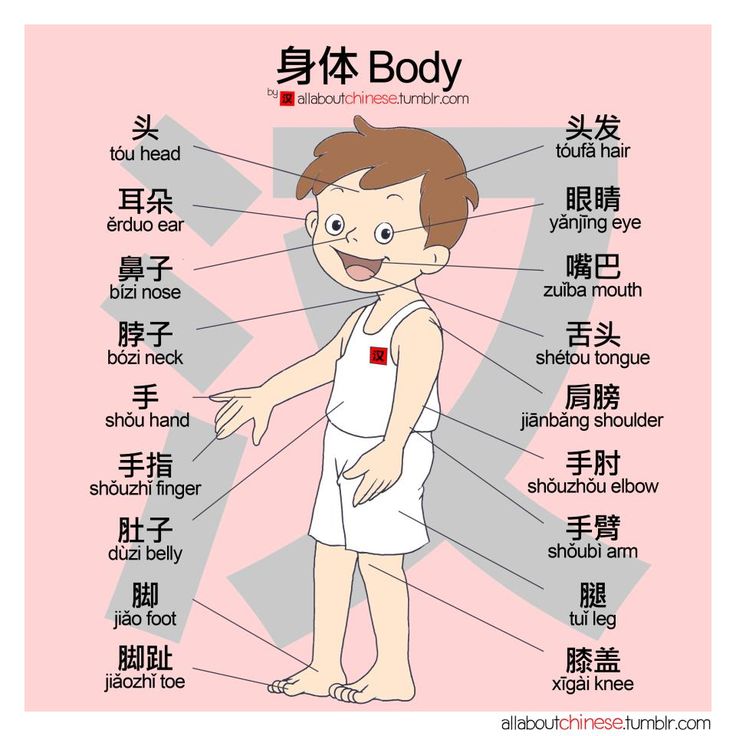 身体 Body
by 汉 allaboutchinese.tumblr.com
头
tóu head
耳朵
ěrduo ear
鼻子
bízi nose
脖子
bózi neck
手
shǒu hand
手指
shǒuzhǐ finger
肚子
dùzi belly
脚
jiǎo foot
脚趾
jiǎozhǐ toe
头发
tóufǎ hair
眼睛
yǎnjīng eye
嘴巴
zuǐba mouth
舌头
shétou tongue
肩膀
jiānbǎng shoulder
手肘
shǒuzhǒu elbow
手臂
shǒubì arm
腿
tuǐ leg
膝盖
xīgài knee
汉
汉
allaboutchinese.tumblr.com